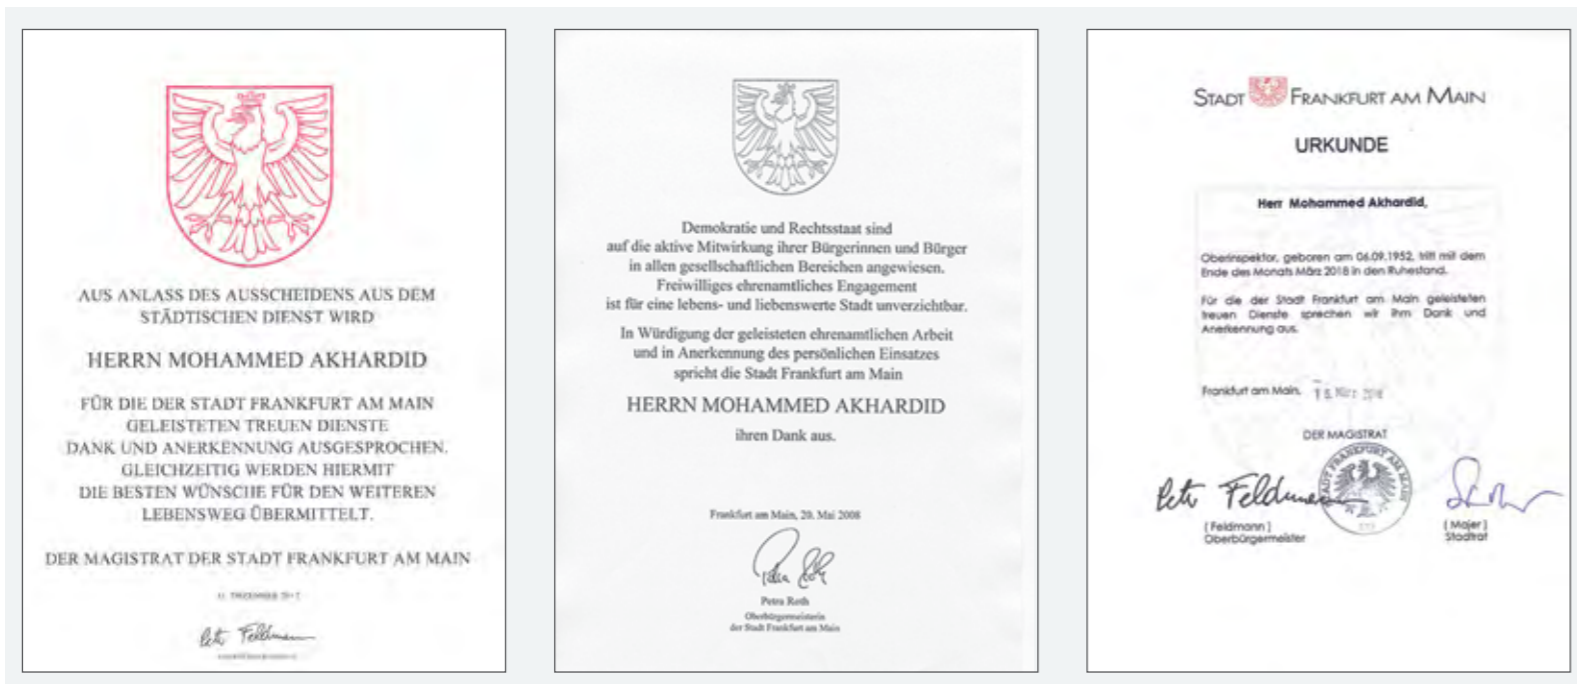 AUS ANLASS DES AUSSCHEIDENS AUS DEM
STÄDTISCHEN DIENST WIRD
HERRN MOHAMMED AKHARDID
FÜR DIE DER STADT FRANKFURT AM MAIN
GELEISTETEN TREUEN DIENSTE
DANK UND ANERKENNUNG AUSGESPROCHEN.
GLEICHZEITIG WERDEN HIERMIT
DIE BESTEN WÜNSCHE FÜR DEN WEITEREN
LEBENSWEG ÜBERMITTELT.
DER MAGISTRAT DER STADT FRANKFURT AM MAIN
DEZEMBER
Demokratie und Rechtsstaat sind
auf die aktive Mitwirkung ihrer Bürgerinnen und Bürger
in allen gesellschaftlichen Bereichen angewiesen.
Freiwilliges ehrenamtliches Engagement
ist für eine lebens- und liebenswerte Stadt unverzichtbar.
In Würdigung der geleisteten ehrenamtlichen Arbeit
und in Anerkennung des persönlichen Einsatzes
spricht die Stadt Frankfurt am Main
HERRN MOHAMMED AKHARDID
ihren Dank aus.
Frankfurt am Main, 20. Mai 2008
Petra Roth
Oberbürgermeisterin
der Stadt Frankfurt am Main
STADT FRANKFURT AM MAIN
URKUNDE
Herr Mohammed Akhardid,
Oberinspektor, geboren am 06.09.1952, tritt mit dem
Ende des Monats März 2018 in den Ruhestand.
Für die der Stadt Frankfurt am Main geleisteten
treuen Dienste sprechen wir ihm Dank und
Anerkennung aus.
Frankfurt am Main,
DER MAGISTRAT
STADT FRANKFURT AM MAIN
Peter Feldmann
( Feldmann )
Oberbürgermeister
( Majer )
Stadtrat